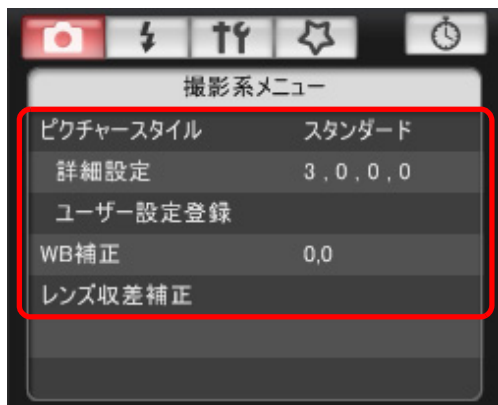 撮影系メニュー
ピクチャースタイル スタンダード
詳細設定 3,0,0,0
ユーザー設定登録
WB補正 0,0
レンズ収差補正